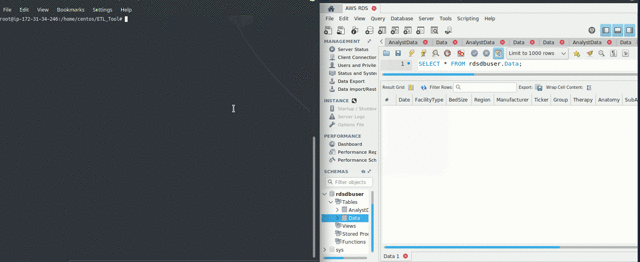 View Bookmarks Settings Help
root@ip-172-31-34-246:/home/centos/ETL_Tool#
AWS RDS
File Edit View Query Database Server Tools Scripting Help
MANAGEMENT
Server Status
Client Connection
Users and Privile
Status and System
Data Export
Data Import/Rest
INSTANCE
Startup / Shutdow
Server Logs
Options File
PERFORMANCE
Dashboard
Performance Rep
Performance Sch
SCHEMAS
Filter objects
rdsdbuser
Tables
AnalystD
Data
Views
Stored Proc
Functions
sys
AnalystData Data AnalystData Data Data AnalystData Data
Limit to 1000 rows
1 SELECT * FROM rdsdbuser.Data;
Result Grid Filter Rows: Export: Wrap Cell Content:
# Date FacilityType BedSize Region Manufacturer Ticker Group Therapy Anatomy SubA
Data 1